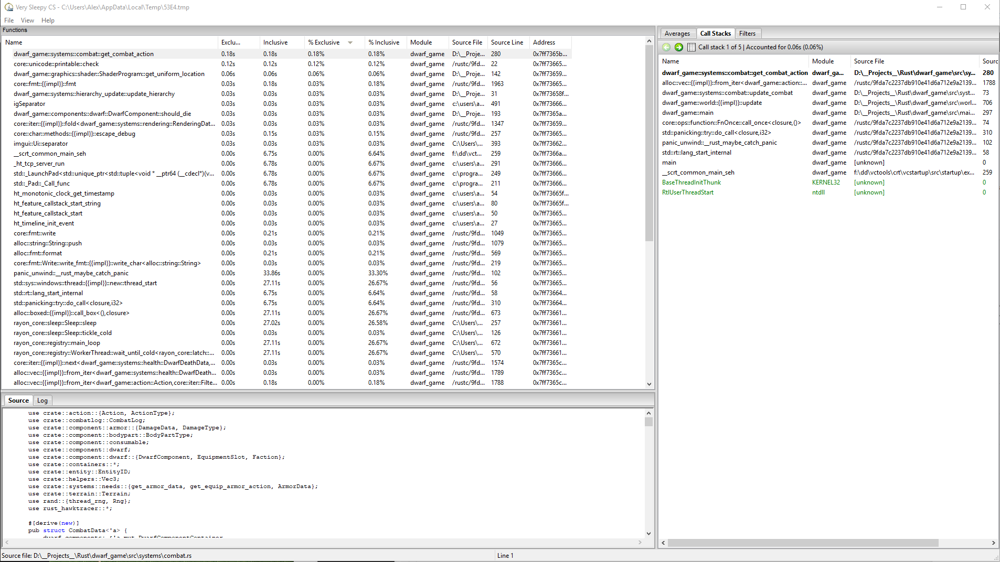 Very Sleepy CS - C:\Users\Alex\AppData\Local\Temp\53E4.tmp
File View Help
Functions
Name Exclu... Inclusive % Exclusive % Inclusive Module Source File Source Line Address
dwarf_game::systems::combat::get_combat_action 0.18s 0.18s 0.18% 0.18% dwarf_game D:\__Proje... 280 0x7ff7365b...
core::unicode::printable::check 0.12s 0.12s 0.12% 0.12% dwarf_game /rustc/9fd... 22 0x7ff73665...
dwarf_game::graphics::shader::ShaderProgram::get_uniform_location 0.06s 0.06s 0.06% 0.06% dwarf_game D:\__Proje... 142 0x7ff73659...
core::fmt::{{impl}}::fmt 0.03s 0.18s 0.03% 0.18% dwarf_game /rustc/9fd... 1963 0x7ff73665...
dwarf_game::systems::hierarchy_update::update_hierarchy 0.03s 0.03s 0.03% 0.03% dwarf_game D:\__Proje... 31 0x7ff73658f...
igSeparator 0.03s 0.03s 0.03% 0.03% dwarf_game c:\users\a... 491 0x7ff73666...
dwarf_game::components::dwarf::DwarfComponent::should_die 0.03s 0.03s 0.03% 0.03% dwarf_game D:\__Proje... 193 0x7ff7365a...
core::iter::{{impl}}::fold<dwarf_game::systems::rendering::RenderingDat... 0.03s 0.03s 0.03% 0.03% dwarf_game /rustc/9fd... 1347 0x7ff73659...
core::char::methods::{{impl}}::escape_debug 0.03s 0.15s 0.03% 0.15% dwarf_game /rustc/9fd... 257 0x7ff73665...
imgui::Ui::separator 0.03s 0.03s 0.03% 0.03% dwarf_game C:\Users\... 393 0x7ff73662...
__scrt_common_main_seh 0.00s 6.75s 0.00% 6.64% dwarf_game f:\dd\vct... 259 0x7ff7366a...
_ht_tcp_server_run 0.00s 6.78s 0.00% 6.67% dwarf_game c:\users\a... 291 0x7ff73666...
std::_LaunchPad<std::unique_ptr<std::tuple<void * __ptr64 (__cdecl*)(v... 0.00s 6.78s 0.00% 6.67% dwarf_game c:\progra... 249 0x7ff73666...
std::_Pad::_Call_func 0.00s 6.78s 0.00% 6.67% dwarf_game c:\progra... 211 0x7ff73666...
ht_monotonic_clock_get_timestamp 0.00s 0.03s 0.00% 0.03% dwarf_game c:\users\a... 54 0x7ff73665f...
ht_feature_callstack_start_string 0.00s 0.03s 0.00% 0.03% dwarf_game c:\users\a... 80 0x7ff73665f...
ht_feature_callstack_start 0.00s 0.03s 0.00% 0.03% dwarf_game c:\users\a... 50 0x7ff73665...
ht_timeline_init_event 0.00s 0.03s 0.00% 0.03% dwarf_game c:\users\a... 27 0x7ff73665...
core::fmt::write 0.00s 0.21s 0.00% 0.21% dwarf_game /rustc/9fd... 1049 0x7ff73665...
alloc::string::String::push 0.00s 0.03s 0.00% 0.03% dwarf_game /rustc/9fd... 1079 0x7ff73665...
alloc::fmt::format 0.00s 0.21s 0.00% 0.21% dwarf_game /rustc/9fd... 569 0x7ff73665...
core::fmt::Write::write_fmt::{{impl}}::write_char<alloc::string::String> 0.00s 0.03s 0.00% 0.03% dwarf_game /rustc/9fd... 219 0x7ff73665...
panic_unwind::__rust_maybe_catch_panic 0.00s 33.86s 0.00% 33.30% dwarf_game /rustc/9fd... 102 0x7ff73665...
std::sys::windows::thread::{{impl}}::new::thread_start 0.00s 27.11s 0.00% 26.67% dwarf_game /rustc/9fd... 56 0x7ff73665...
std::rt::lang_start_internal 0.00s 6.75s 0.00% 6.64% dwarf_game /rustc/9fd... 58 0x7ff73664...
std::panicking::try::do_call<closure,i32> 0.00s 6.75s 0.00% 6.64% dwarf_game /rustc/9fd... 310 0x7ff73664...
alloc::boxed::{{impl}}::call_box<(),closure> 0.00s 27.11s 0.00% 26.67% dwarf_game /rustc/9fd... 673 0x7ff73661...
rayon_core::sleep::Sleep::sleep 0.00s 27.02s 0.00% 26.58% dwarf_game C:\Users\... 257 0x7ff73661...
rayon_core::sleep::Sleep::tickle_cold 0.00s 0.03s 0.00% 0.03% dwarf_game C:\Users\... 126 0x7ff73661...
rayon_core::registry::main_loop 0.00s 27.11s 0.00% 26.67% dwarf_game C:\Users\... 672 0x7ff73661...
rayon_core::registry::WorkerThread::wait_until_cold<rayon_core::latch::... 0.00s 27.11s 0.00% 26.67% dwarf_game C:\Users\... 570 0x7ff73661...
core::iter::{{impl}}::next<dwarf_game::systems::health::DwarfDeathData,... 0.00s 0.03s 0.00% 0.03% dwarf_game /rustc/9fd... 1574 0x7ff7365c...
alloc::vec::{{impl}}::from_iter<dwarf_game::systems::health::DwarfDeath... 0.00s 0.03s 0.00% 0.03% dwarf_game /rustc/9fd... 1789 0x7ff7365c...
alloc::vec::{{impl}}::from_iter<dwarf_game::action::Action,core::iter::Filte... 0.00s 0.18s 0.00% 0.18% dwarf_game /rustc/9fd... 1788 0x7ff7365c...
Averages Call Stacks Filters
Call stack 1 of 5 | Accounted for 0.06s (0.06%)
Name Module Source File Sourc
dwarf_game::systems::combat::get_combat_action dwarf_ga... D:\__Projects__\Rust\dwarf_game\src\sy... 280
alloc::vec::{{impl}}::from_iter<dwarf_game::action::... dwarf_game /rustc/9fda7c2237db910e41d6a712e9a2139... 1788
dwarf_game::systems::combat::update_combat dwarf_game D:\__Projects__\Rust\dwarf_game\src\syst... 73
dwarf_game::world::{{impl}}::update dwarf_game D:\__Projects__\Rust\dwarf_game\src\worl... 706
dwarf_game::main dwarf_game D:\__Projects__\Rust\dwarf_game\src\mai... 297
core::ops::function::FnOnce::call_once<closure,()> dwarf_game /rustc/9fda7c2237db910e41d6a712e9a2139... 74
std::panicking::try::do_call<closure,i32> dwarf_game /rustc/9fda7c2237db910e41d6a712e9a2139... 310
panic_unwind::__rust_maybe_catch_panic dwarf_game /rustc/9fda7c2237db910e41d6a712e9a2139... 102
std::rt::lang_start_internal dwarf_game /rustc/9fda7c2237db910e41d6a712e9a2139... 58
main dwarf_game [unknown] 0
__scrt_common_main_seh dwarf_game f:\dd\vctools\crt\vcstartup\src\startup\ex... 259
BaseThreadInitThunk KERNEL32 [unknown] 0
RtlUserThreadStart ntdll [unknown] 0
Source Log
use crate::action::{Action, ActionType};
use crate::combatlog::CombatLog;
use crate::component::armor::{DamageData, DamageType};
use crate::component::bodypart::BodyPartType;
use crate::component::consumable;
use crate::component::dwarf;
use crate::component::dwarf::{DwarfComponent, EquipmentSlot, Faction};
use crate::containers::*;
use crate::entity::EntityID;
use crate::helpers::Vec3;
use crate::systems::needs::{get_armor_data, get_equip_armor_action, ArmorData};
use crate::terrain::Terrain;
use rand::{thread_rng, Rng};
use rust_hawktracer::*;
#[derive(new)]
pub struct CombatData<'a> {
dwarf_components: &'a mut DwarfComponentContainer,
Source file: D:\__Projects__\Rust\dwarf_game\src\systems\combat.rs Line 1